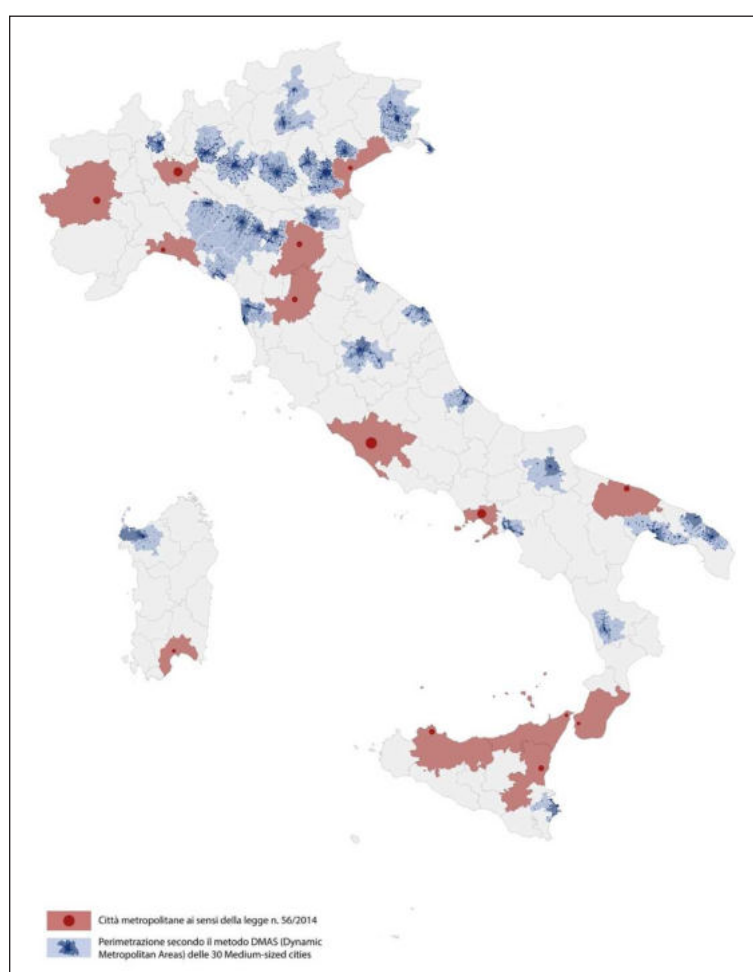 Città metropolitane ai sensi della legge n. 56/2014
Perimetrazione secondo il metodo DMAS (Dynamic
Metropolitan Areas) delle 30 Medium-sized cities